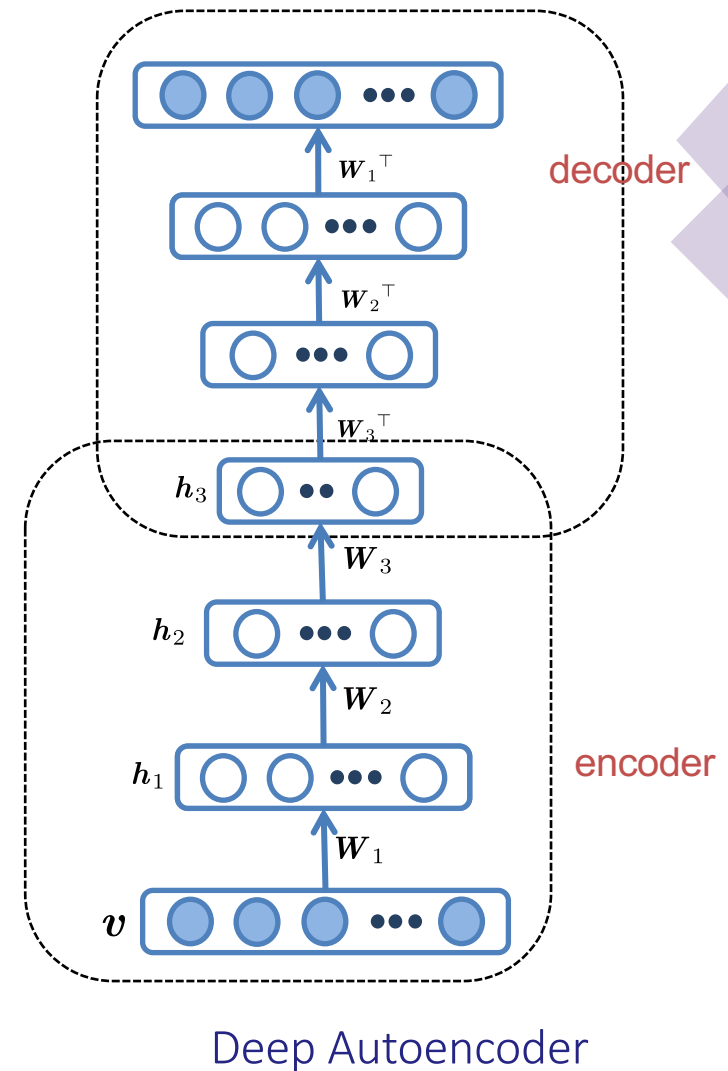 W₁⊤
decoder
W₂⊤
W₃⊤
h₃
W₃
h₂
W₂
h₁
encoder
W₁
v
Deep Autoencoder